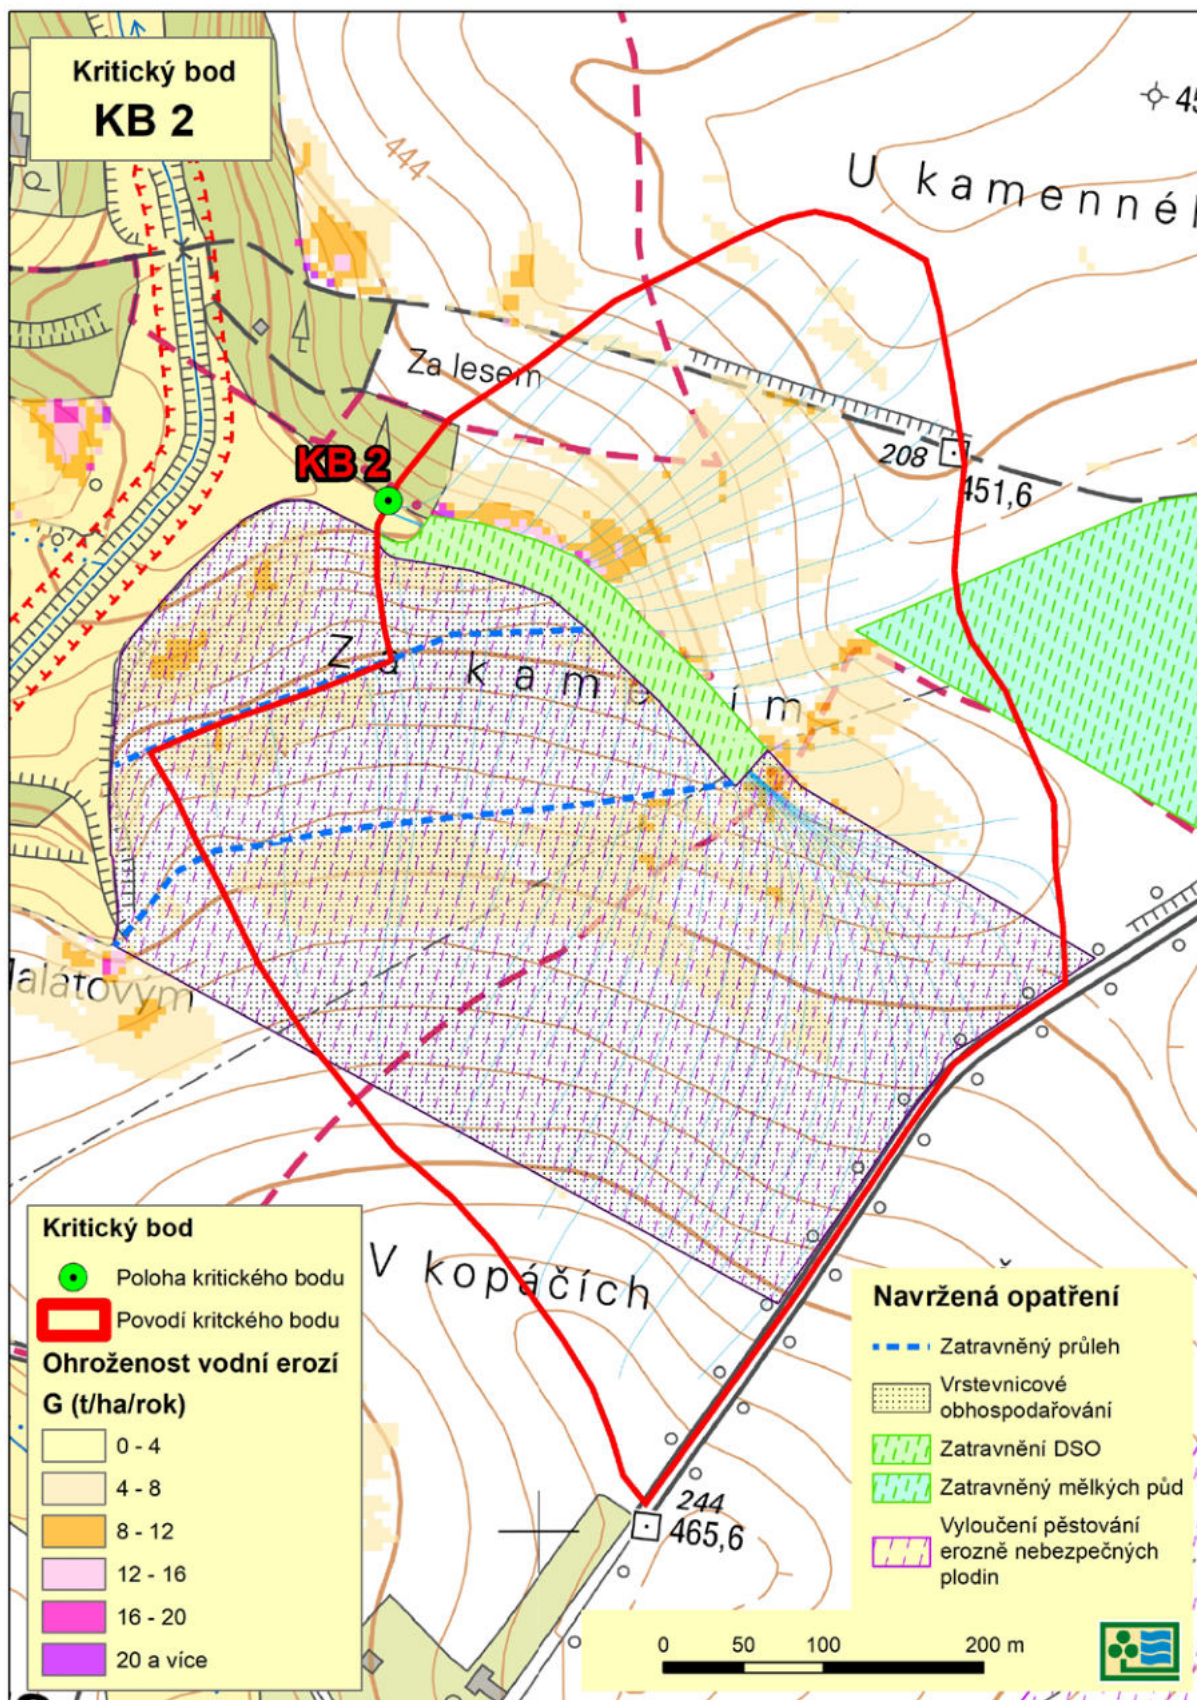 Kritický bod
KB 2
444
U kamenné
Za lesem
208
451,6
KB 2
Za kam ím
V kopáčích
244
465,6
Kritický bod
Poloha kritického bodu
Povodí kritckého bodu
Ohroženost vodní erozí
G (t/ha/rok)
0 - 4
4 - 8
8 - 12
12 - 16
16 - 20
20 a více
Navržená opatření
Zatravněný průleh
Vrstevnicové
obhospodařování
Zatravnění DSO
Zatravněný mělkých půd
Vyloučení pěstování
erozně nebezpečných
plodin
0 50 100 200 m